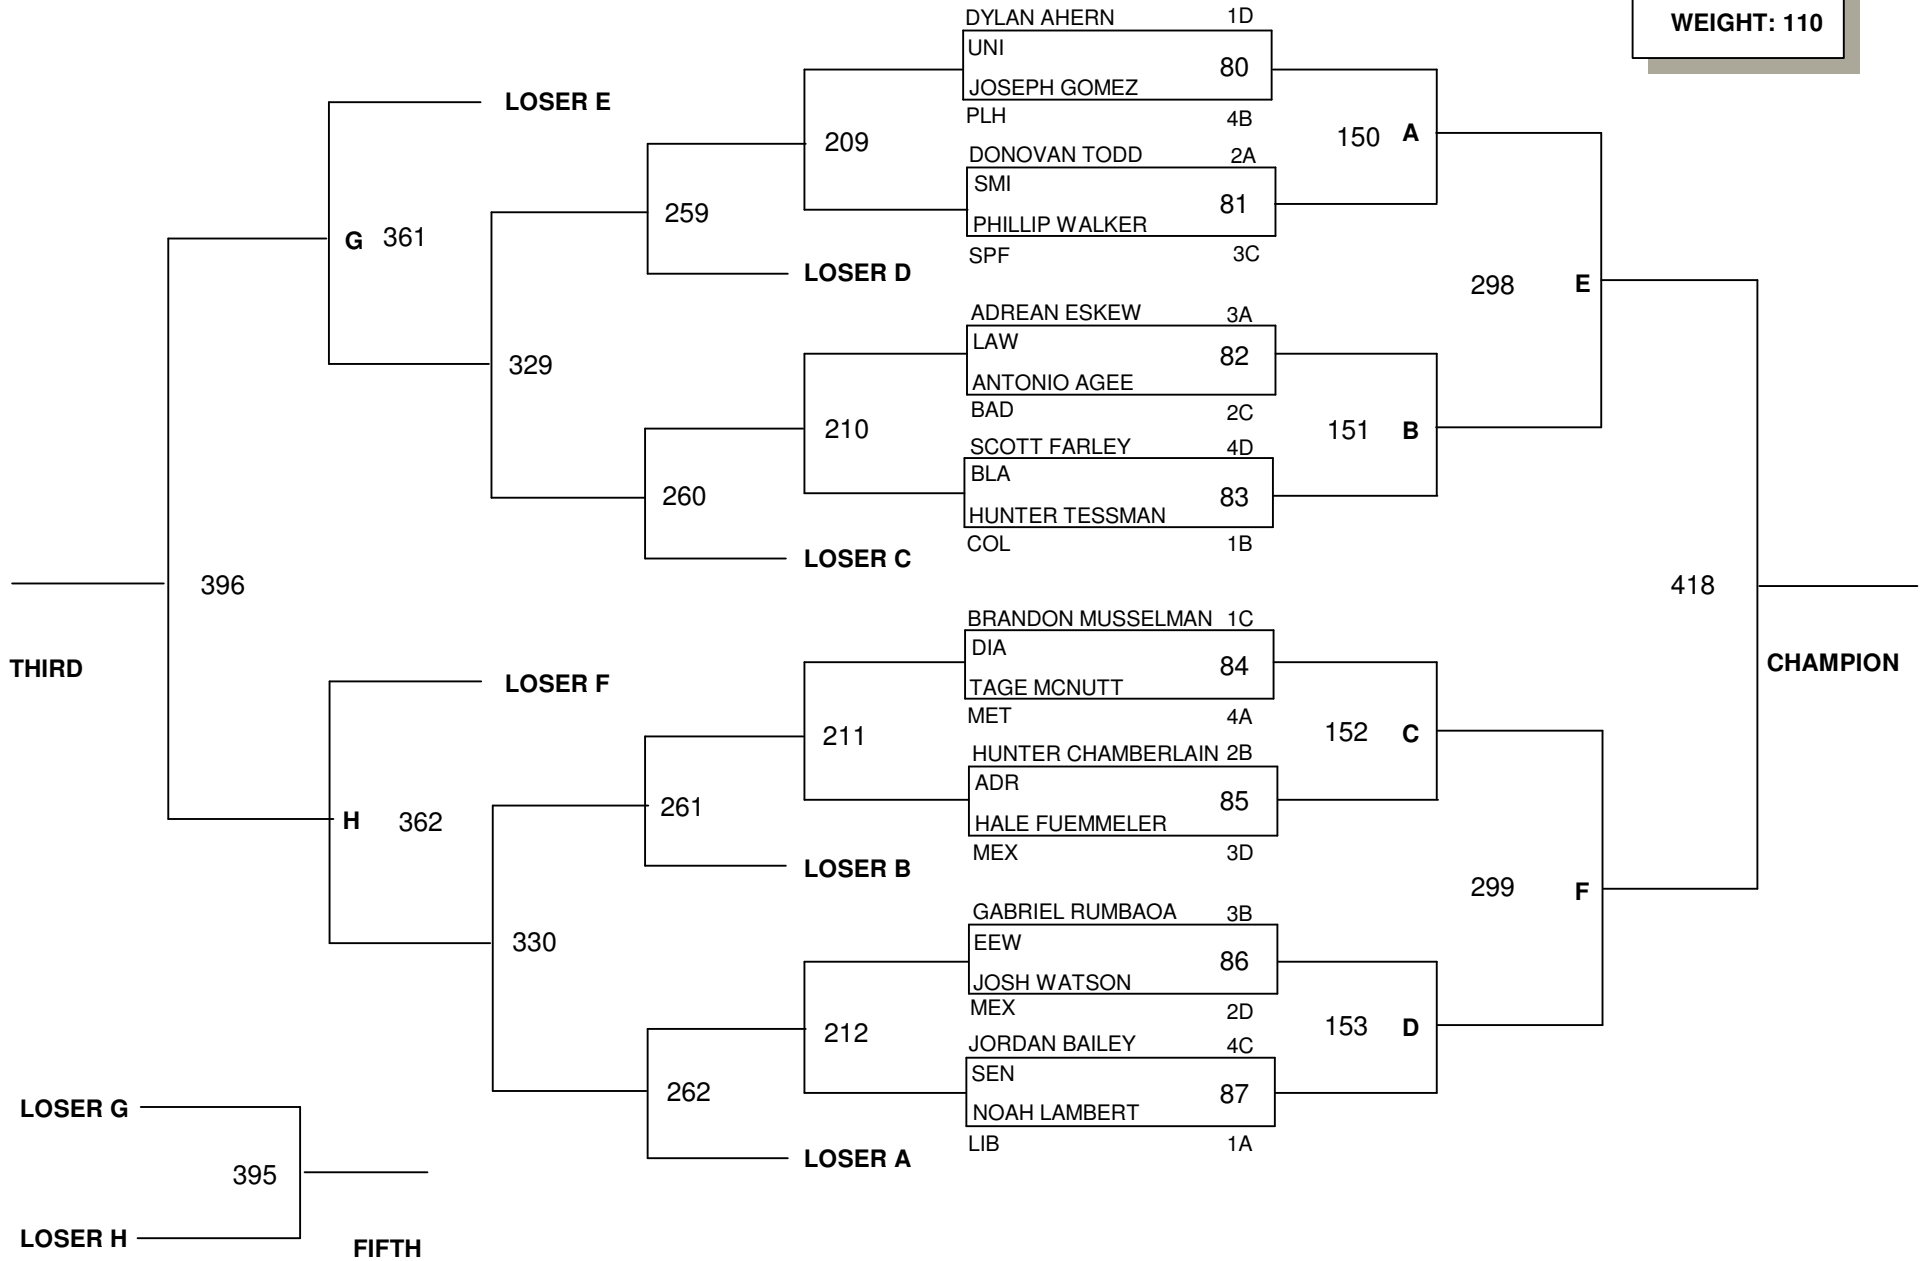 WEIGHT: 110
DYLAN AHERN 1D
UNI
80
JOSEPH GOMEZ
PLH 4B
DONOVAN TODD 2A
SMI
81
PHILLIP WALKER
SPF 3C
ADREAN ESKEW 3A
LAW
82
ANTONIO AGEE
BAD 2C
SCOTT FARLEY 4D
BLA
83
HUNTER TESSMAN
COL 1B
BRANDON MUSSELMAN 1C
DIA
84
TAGE MCNUTT
MET 4A
HUNTER CHAMBERLAIN 2B
ADR
85
HALE FUEMMELER
MEX 3D
GABRIEL RUMBAOA 3B
EEW
86
JOSH WATSON
MEX 2D
JORDAN BAILEY 4C
SEN
87
NOAH LAMBERT
LIB 1A
150 A
151 B
152 C
153 D
298 E
299 F
418
CHAMPION
209
210
211
212
259
LOSER D
260
LOSER C
261
LOSER B
262
LOSER A
329
330
LOSER E
G 361
LOSER F
H 362
396
THIRD
LOSER G
395
LOSER H
FIFTH